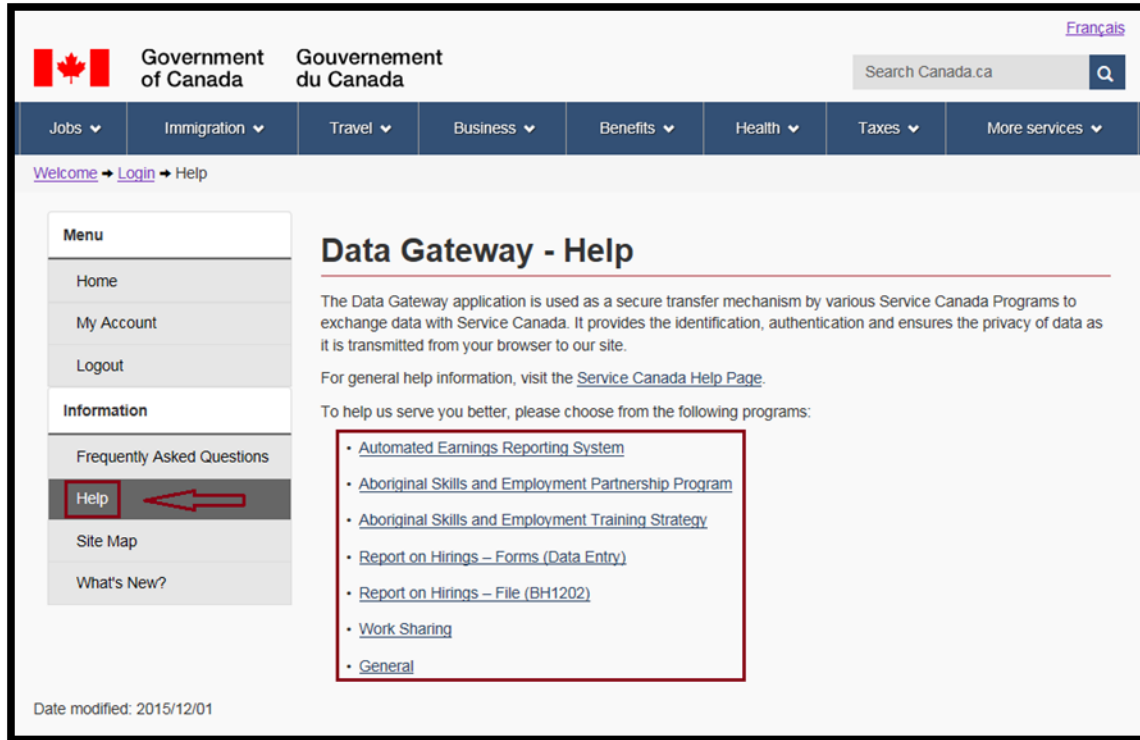 Français
Government of Canada
Gouvernement du Canada
Search Canada.ca
Jobs Immigration Travel Business Benefits Health Taxes More services
Welcome → Login → Help
Menu
Home
My Account
Logout
Information
Frequently Asked Questions
Help
Site Map
What's New?
Data Gateway - Help
The Data Gateway application is used as a secure transfer mechanism by various Service Canada Programs to
exchange data with Service Canada. It provides the identification, authentication and ensures the privacy of data as
it is transmitted from your browser to our site.
For general help information, visit the Service Canada Help Page.
To help us serve you better, please choose from the following programs:
• Automated Earnings Reporting System
• Aboriginal Skills and Employment Partnership Program
• Aboriginal Skills and Employment Training Strategy
• Report on Hirings – Forms (Data Entry)
• Report on Hirings – File (BH1202)
• Work Sharing
• General
Date modified: 2015/12/01